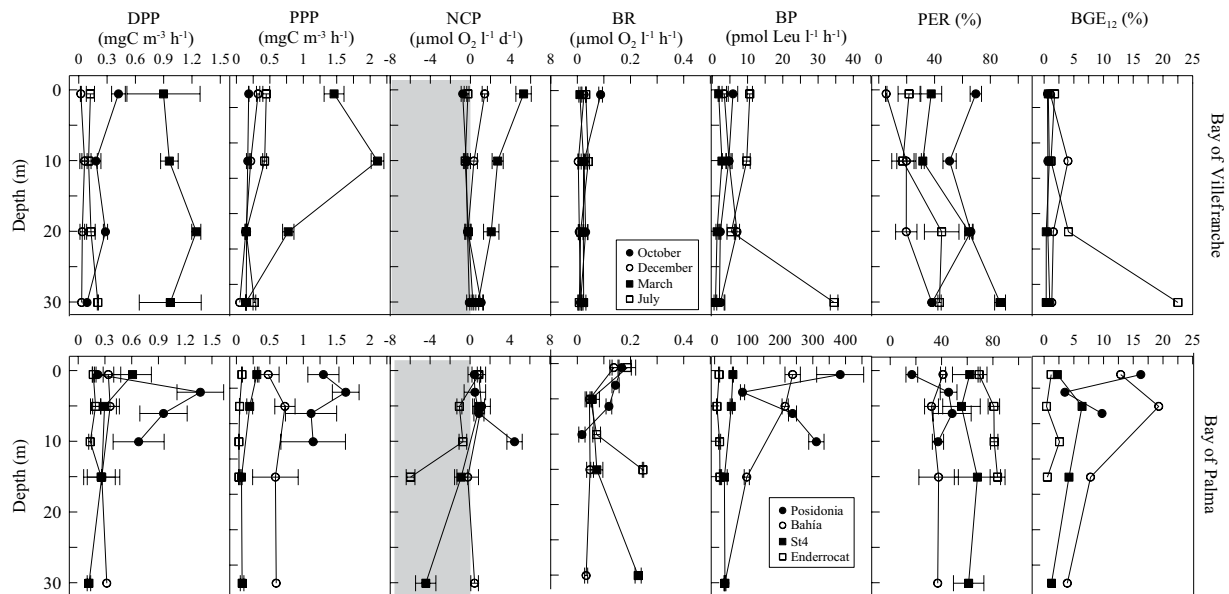 DPP PPP NCP BR BP PER (%) BGE₁₂ (%)
(mgC m⁻³ h⁻¹) (mgC m⁻³ h⁻¹) (µmol O₂ l⁻¹ d⁻¹) (µmol O₂ l⁻¹ h⁻¹) (pmol Leu l⁻¹ h⁻¹)
0 0.3 0.6 0.9 1.2 1.5 0 0.5 1 1.5 2 -8 -4 0 4 8 0 0.2 0.4 0 10 20 30 40 0 40 80 0 5 10 15 20 25
0
10
20
30
Depth (m)
October
December
March
July
Bay of Villefranche
0 0.3 0.6 0.9 1.2 1.5 0 0.5 1 1.5 2 -8 -4 0 4 8 0 0.2 0.4 0 100 200 300 400 0 40 80 0 5 10 15 20 25
0
10
20
30
Depth (m)
Posidonia
Bahía
St4
Enderrocat
Bay of Palma